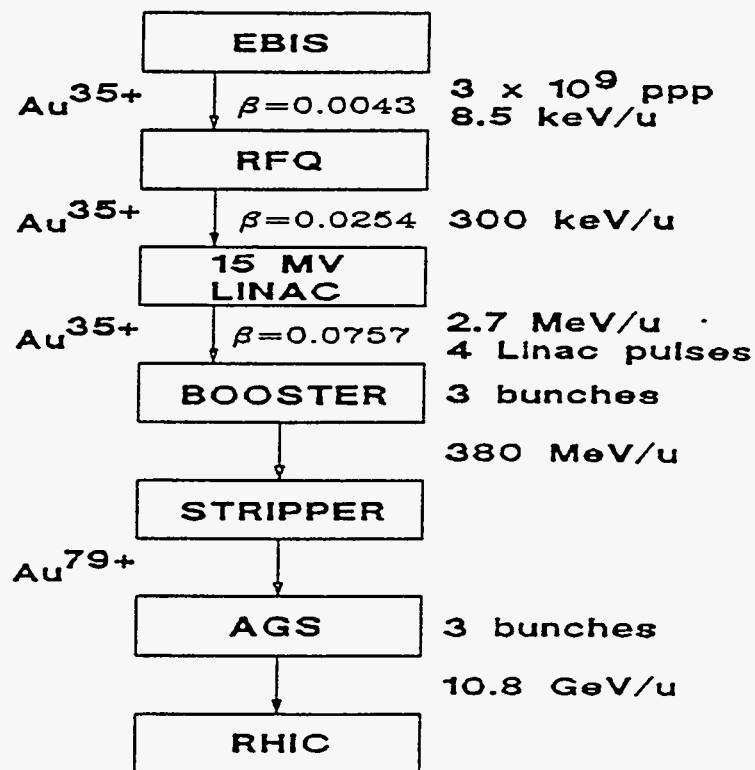 EBIS
Au35+
β=0.0043
3 x 10⁹ ppp
8.5 keV/u
RFQ
Au35+
β=0.0254
300 keV/u
15 MV
LINAC
Au35+
β=0.0757
2.7 MeV/u
4 Linac pulses
BOOSTER
3 bunches
380 MeV/u
STRIPPER
Au79+
AGS
3 bunches
10.8 GeV/u
RHIC